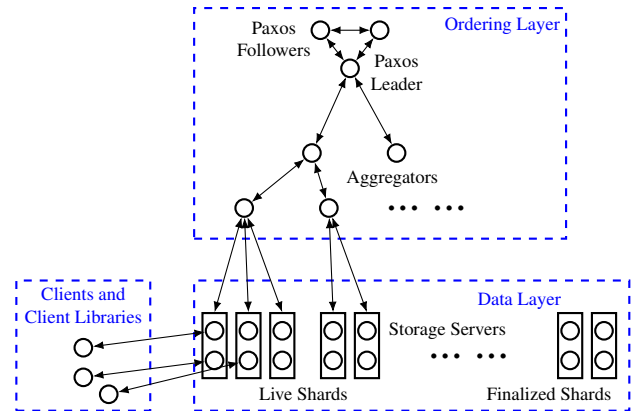 Ordering Layer
Paxos
Followers
Paxos
Leader
Aggregators
... ...
Clients and
Client Libraries
Data Layer
Storage Servers
... ...
Live Shards
Finalized Shards